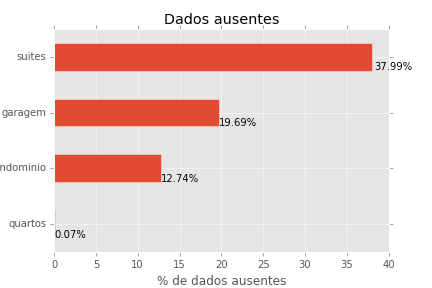 Dados ausentes
suites
37.99%
garagem
19.69%
ndominio
12.74%
quartos
0.07%
0 5 10 15 20 25 30 35 40
% de dados ausentes